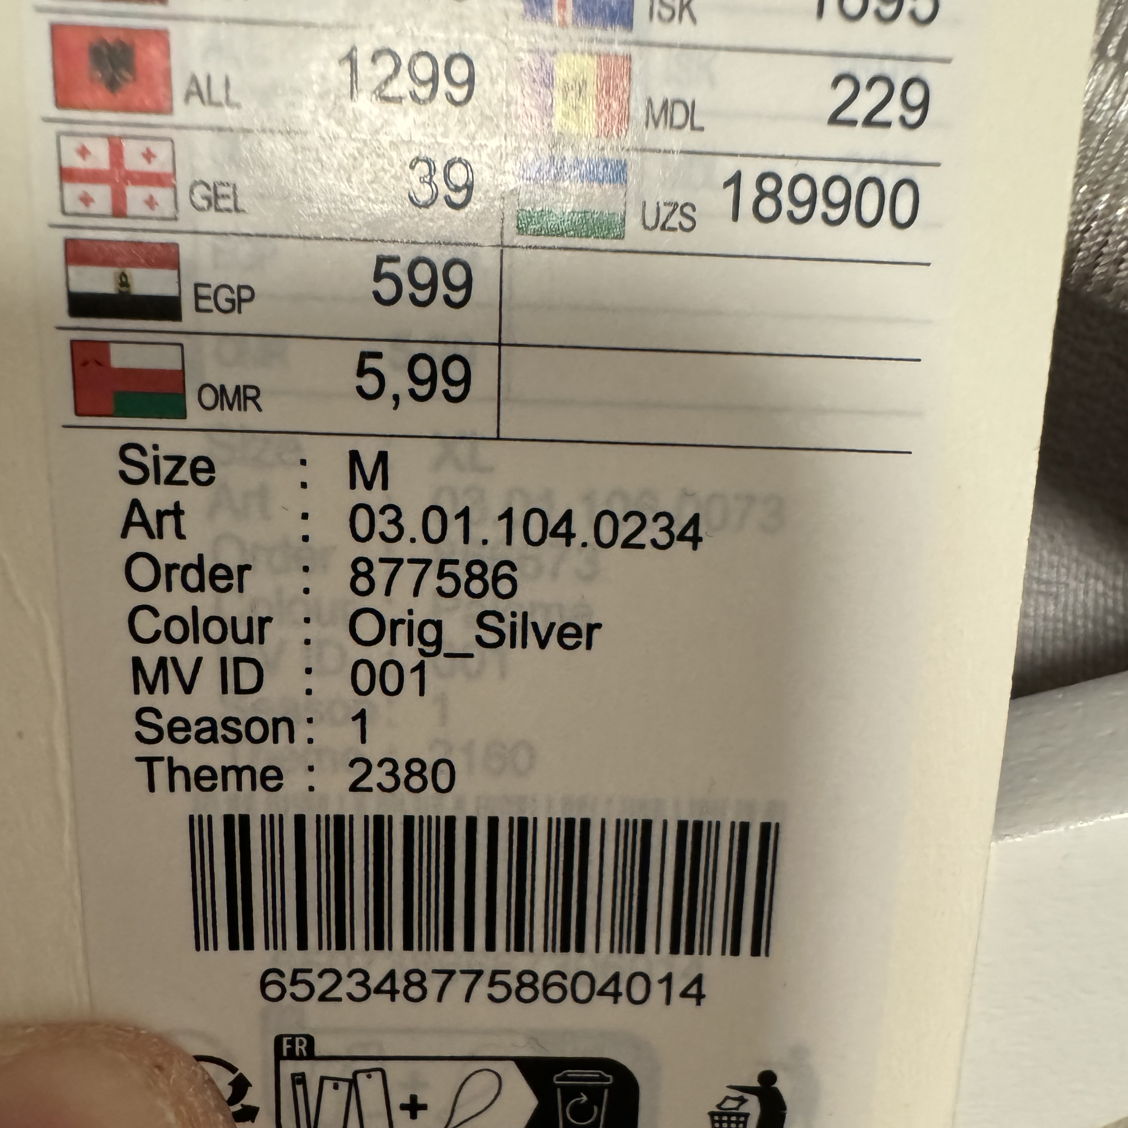 ISK 1695
ALL 1299 MDL 229
GEL 39 UZS 189900
EGP 599
OMR 5,99
Size : M
Art : 03.01.104.0234
Order : 877586
Colour : Orig_Silver
MV ID : 001
Season : 1
Theme : 2380
6523487758604014
FR
+